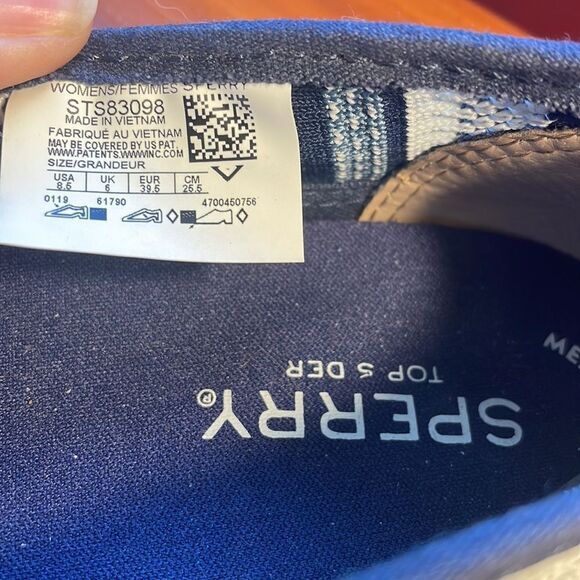 WOMENS/FEMMES SPERRY
STS83098
MADE IN VIETNAM
FABRIQUÉ AU VIETNAM
MAY BE COVERED BY US PAT.
WWW.PATENTS.WWWINC.COM
SIZE/GRANDEUR
USA UK EUR CM
8.5 6 39.5 25.5
0119 61790 4700450756
TOP S DER
SPERRY
ME